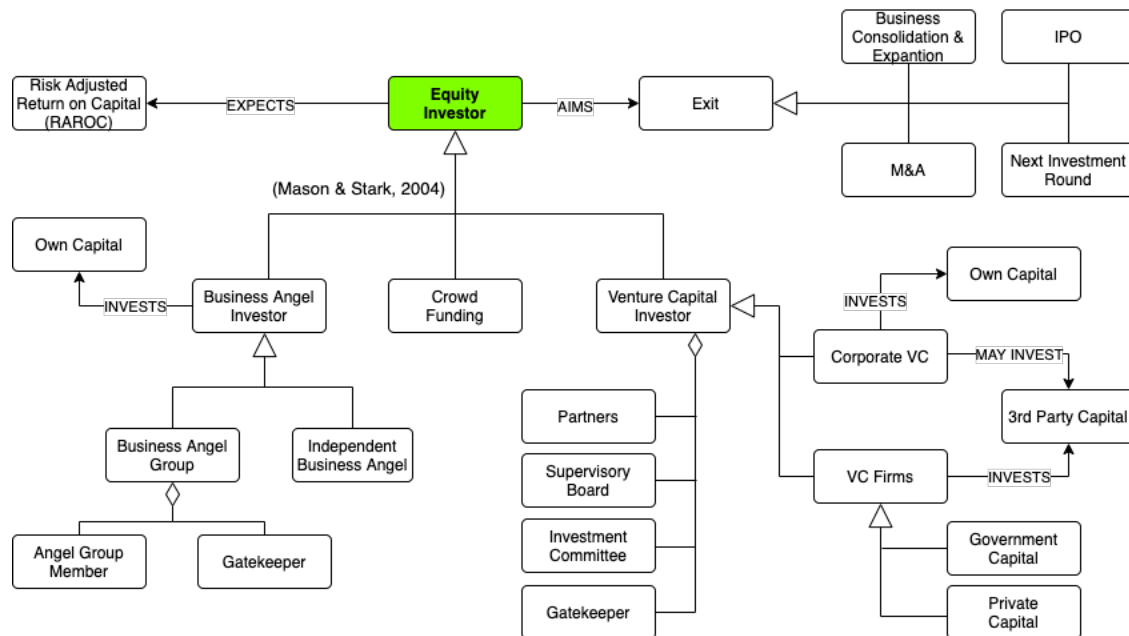 Business
Consolidation &
Expantion
IPO
Risk Adjusted
Return on Capital
(RAROC)
EXPECTS
Equity
Investor
AIMS
Exit
M&A
Next Investment
Round
(Mason & Stark, 2004)
Own Capital
INVESTS
Business Angel
Investor
Crowd
Funding
Venture Capital
Investor
INVESTS
Own Capital
Corporate VC
MAY INVEST
3rd Party Capital
Partners
Business Angel
Group
Independent
Business Angel
Supervisory
Board
VC Firms
INVESTS
Angel Group
Member
Gatekeeper
Investment
Committee
Government
Capital
Gatekeeper
Private
Capital